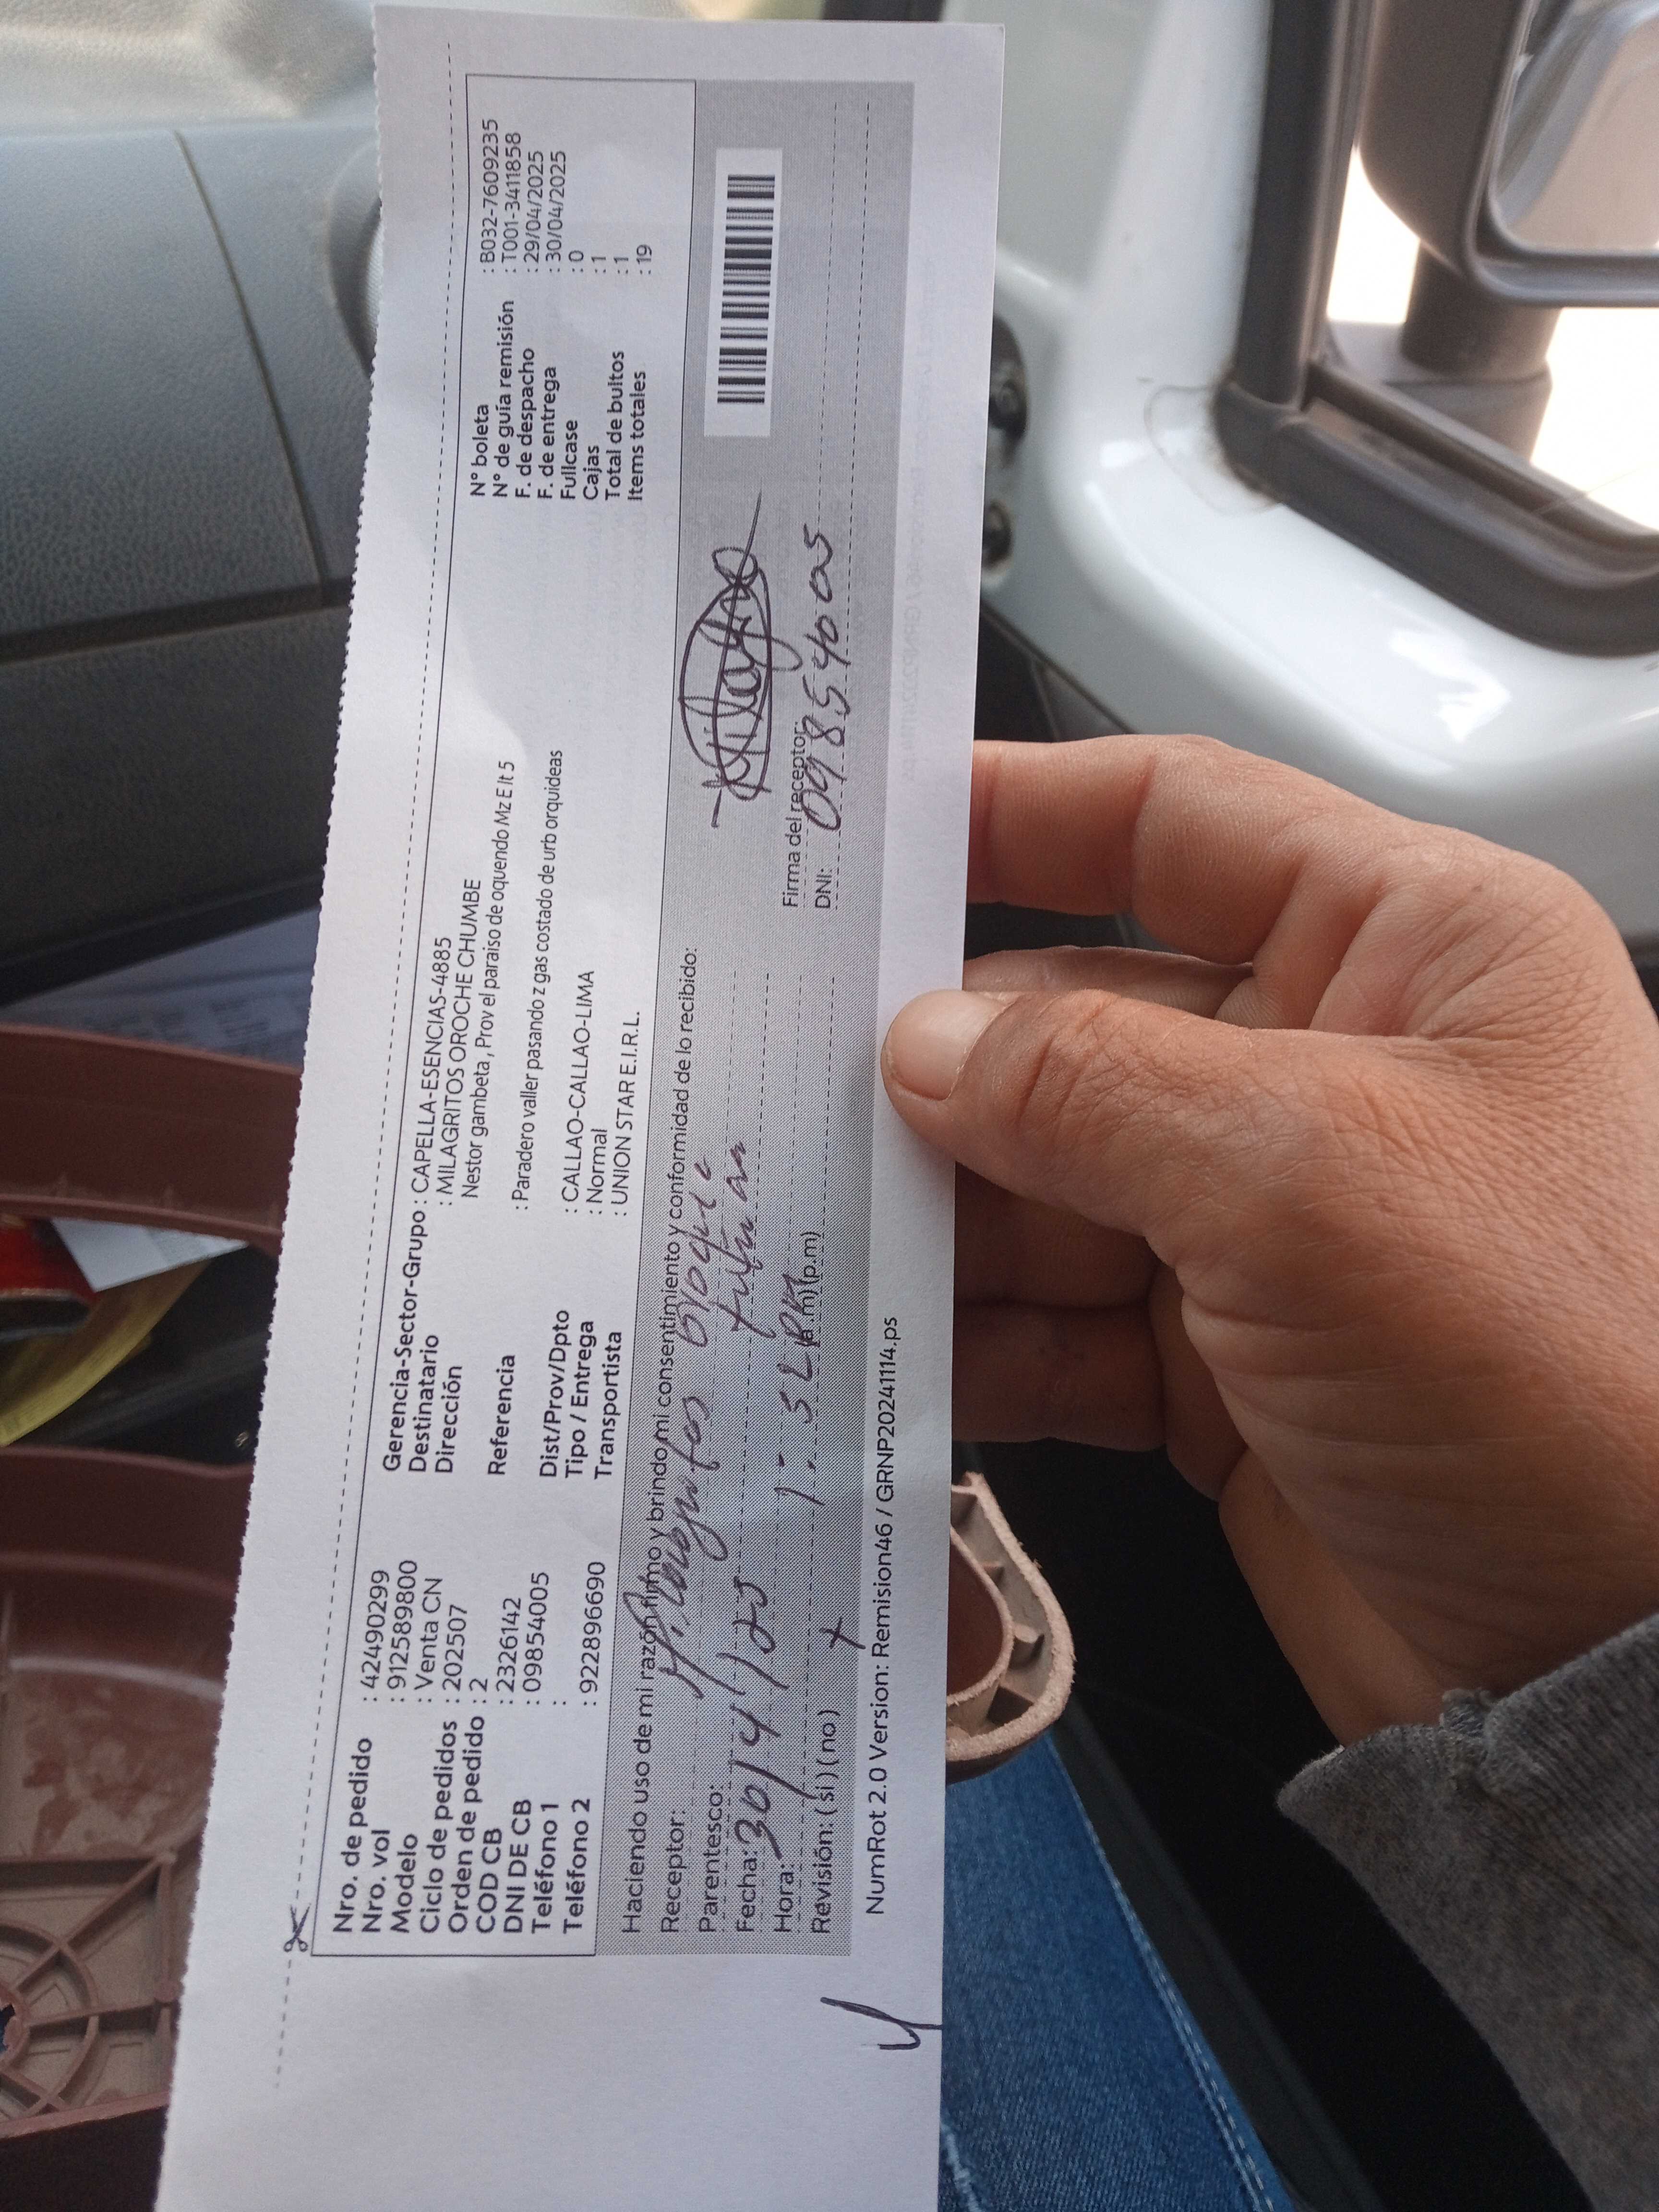 Nro. de pedido : 42490299
Nro. vol : 912589800
Modelo : Venta CN
Ciclo de pedidos : 202507
Orden de pedido : 2
COD CB : 2326142
DNI DE CB : 09854005
Teléfono 1 :
Teléfono 2 : 922896690
Gerencia-Sector-Grupo : CAPELLA-ESENCIAS-4885
Destinatario : MILAGRITOS OROCHE CHUMBE
Dirección Nestor gambeta , Prov el paraiso de oquendo Mz E lt 5
Referencia : Paradero valler pasando z gas costado de urb orquideas
Dist/Prov/Dpto : CALLAO-CALLAO-LIMA
Tipo / Entrega : Normal
Transportista : UNION STAR E.I.R.L.
N° boleta : B032-7609235
N° de guía remisión : T001-3411858
F. de despacho : 29/04/2025
F. de entrega : 30/04/2025
Fullcase : 0
Cajas : 1
Total de bultos : 1
Items totales : 19
Haciendo uso de mi razón firmo y brindo mi consentimiento y conformidad de lo recibido:
Receptor: Milagritos oroche
Parentesco: titular
Fecha: 30/4/25
Hora: 1:52 pm (a.m) (p.m)
Revisión: ( si ) ( no )
Firma del receptor:
DNI: 09854005
NumRot 2.0 Version: Remision46 / GRNP20241114.ps